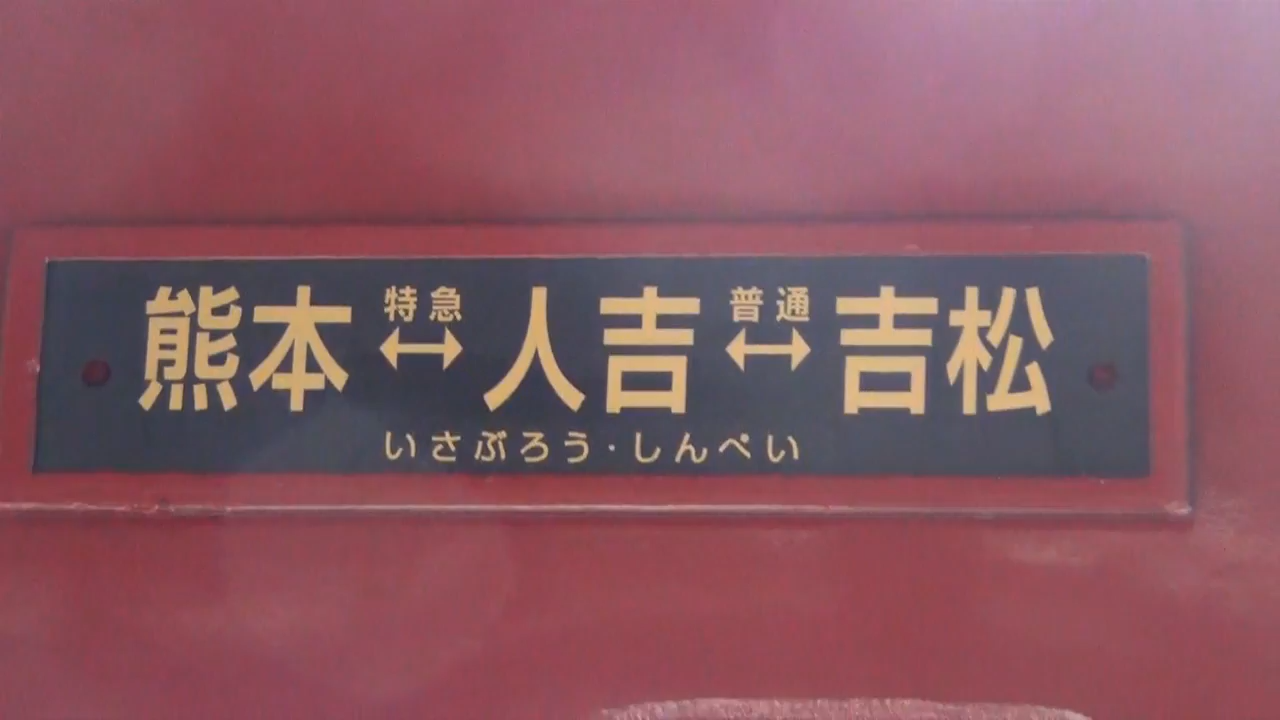 熊本 特急 ↔ 人吉 普通 ↔ 吉松
いさぶろう・しんぺい